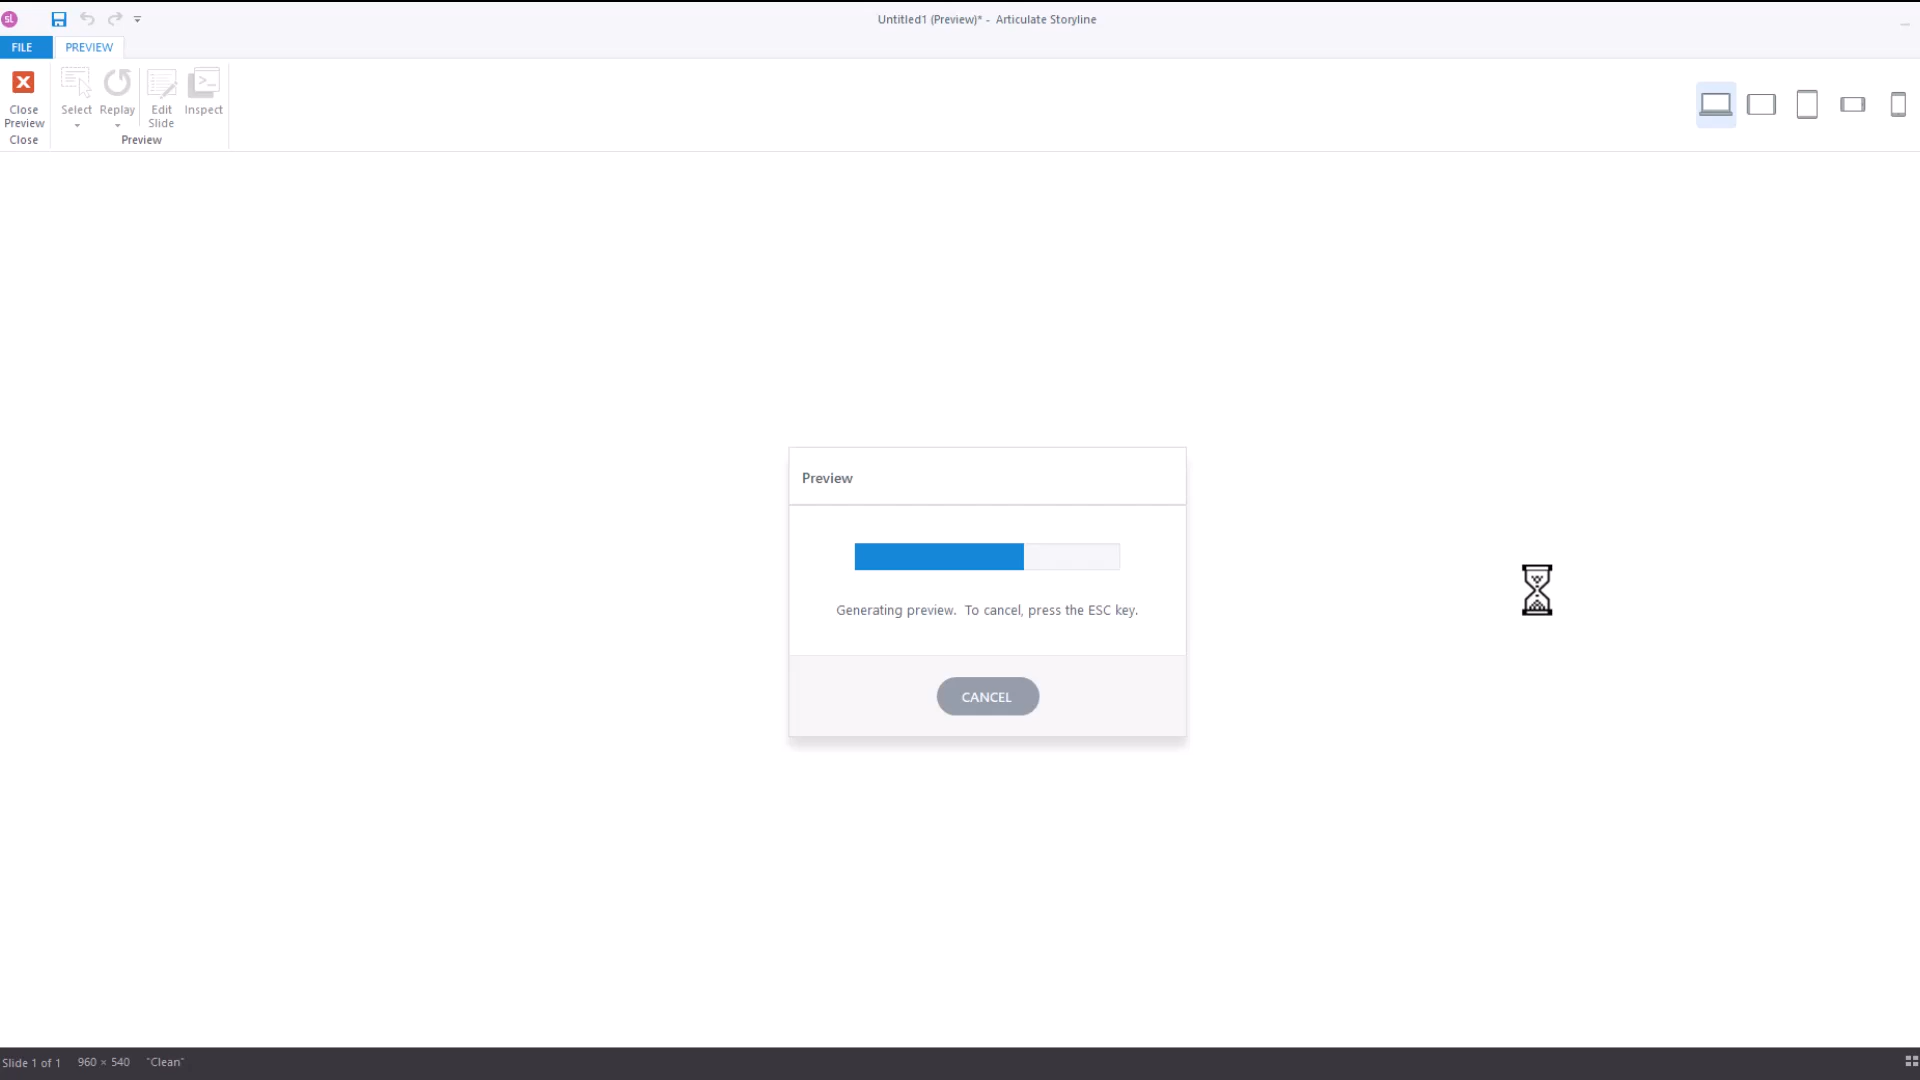 SL
Untitled1 (Preview)* - Articulate Storyline
FILE
PREVIEW
Close Preview
Select
Replay
Edit Slide
Inspect
Close
Preview
Preview
Generating preview. To cancel, press the ESC key.
CANCEL
Slide 1 of 1
960 × 540
"Clean"